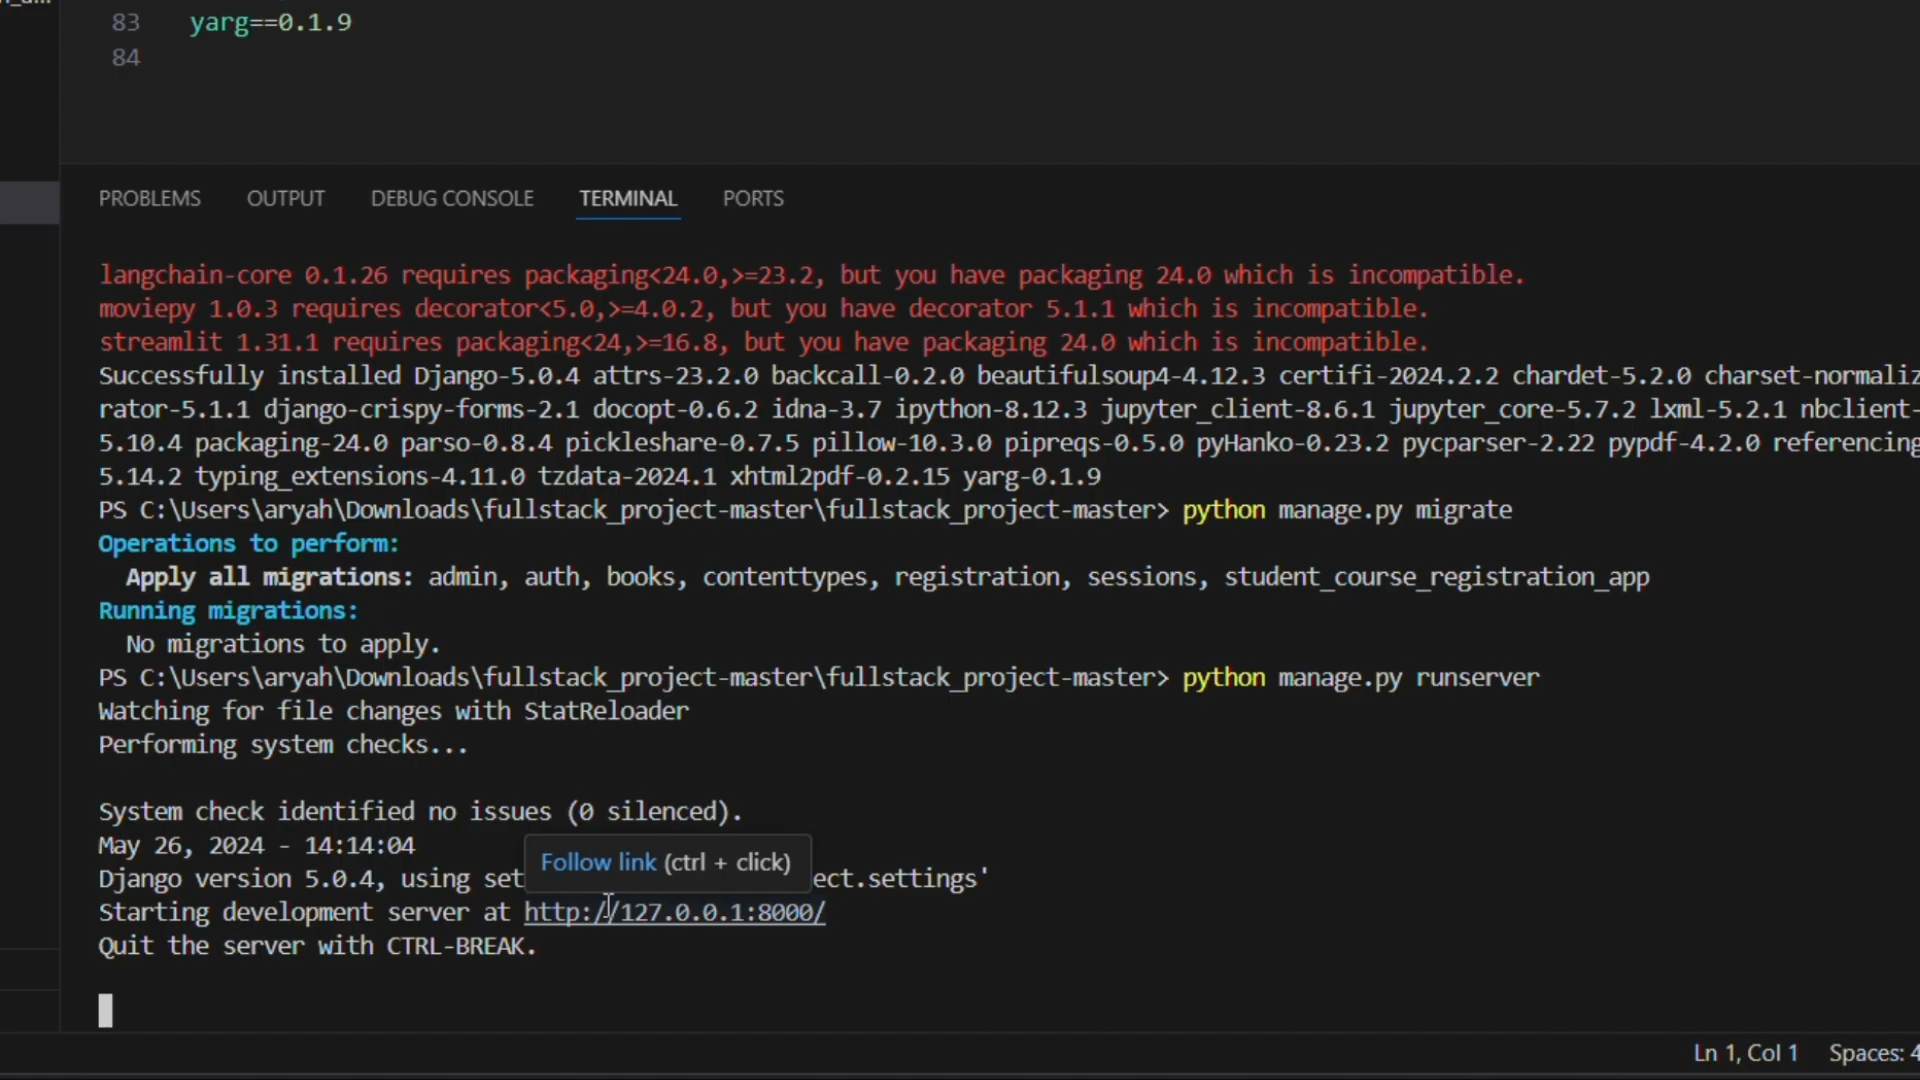 83 yarg==0.1.9
84
PROBLEMS OUTPUT DEBUG CONSOLE TERMINAL PORTS
langchain-core 0.1.26 requires packaging<24.0,>=23.2, but you have packaging 24.0 which is incompatible.
moviepy 1.0.3 requires decorator<5.0,>=4.0.2, but you have decorator 5.1.1 which is incompatible.
streamlit 1.31.1 requires packaging<24,>=16.8, but you have packaging 24.0 which is incompatible.
Successfully installed Django-5.0.4 attrs-23.2.0 backcall-0.2.0 beautifulsoup4-4.12.3 certifi-2024.2.2 chardet-5.2.0 charset-normaliz
rator-5.1.1 django-crispy-forms-2.1 docopt-0.6.2 idna-3.7 ipython-8.12.3 jupyter_client-8.6.1 jupyter_core-5.7.2 lxml-5.2.1 nbclient-
5.10.4 packaging-24.0 parso-0.8.4 pickleshare-0.7.5 pillow-10.3.0 pipreqs-0.5.0 pyHanko-0.23.2 pycparser-2.22 pypdf-4.2.0 referencing
5.14.2 typing_extensions-4.11.0 tzdata-2024.1 xhtml2pdf-0.2.15 yarg-0.1.9
PS C:\Users\aryah\Downloads\fullstack_project-master\fullstack_project-master> python manage.py migrate
Operations to perform:
Apply all migrations: admin, auth, books, contenttypes, registration, sessions, student_course_registration_app
Running migrations:
No migrations to apply.
PS C:\Users\aryah\Downloads\fullstack_project-master\fullstack_project-master> python manage.py runserver
Watching for file changes with StatReloader
Performing system checks...
System check identified no issues (0 silenced).
May 26, 2024 - 14:14:04
Follow link (ctrl + click)
Django version 5.0.4, using set ect.settings'
Starting development server at http://127.0.0.1:8000/
Quit the server with CTRL-BREAK.
Ln 1, Col 1 Spaces: 4